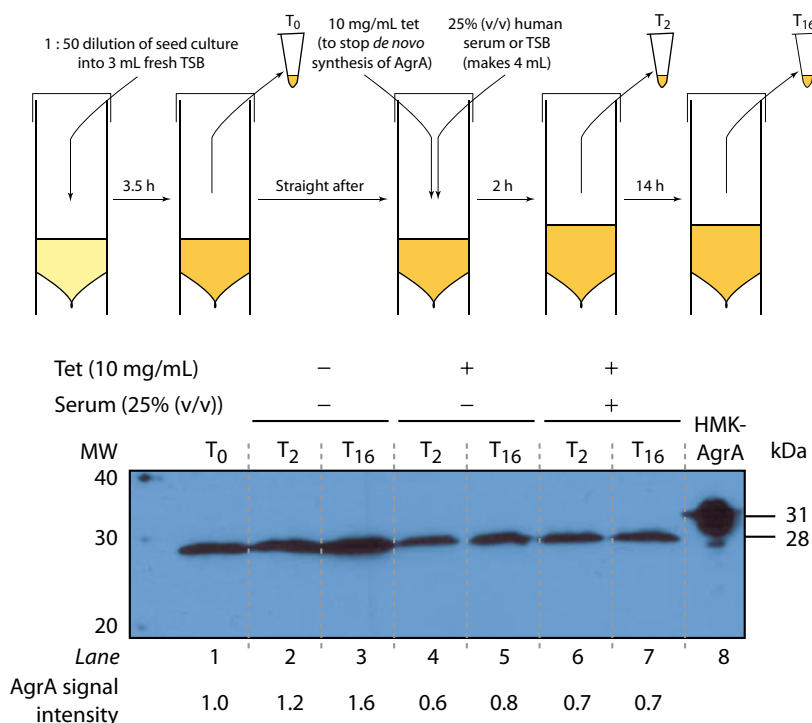 T0
T2
T16
1 : 50 dilution of seed culture
into 3 mL fresh TSB
10 mg/mL tet
(to stop de novo
synthesis of AgrA)
25% (v/v) human
serum or TSB
(makes 4 mL)
3.5 h
Straight after
2 h
14 h
Tet (10 mg/mL) – + +
Serum (25% (v/v)) – – +
HMK-
AgrA
MW T0 T2 T16 T2 T16 T2 T16 kDa
40
31
30 28
20
Lane 1 2 3 4 5 6 7 8
AgrA signal
intensity 1.0 1.2 1.6 0.6 0.8 0.7 0.7